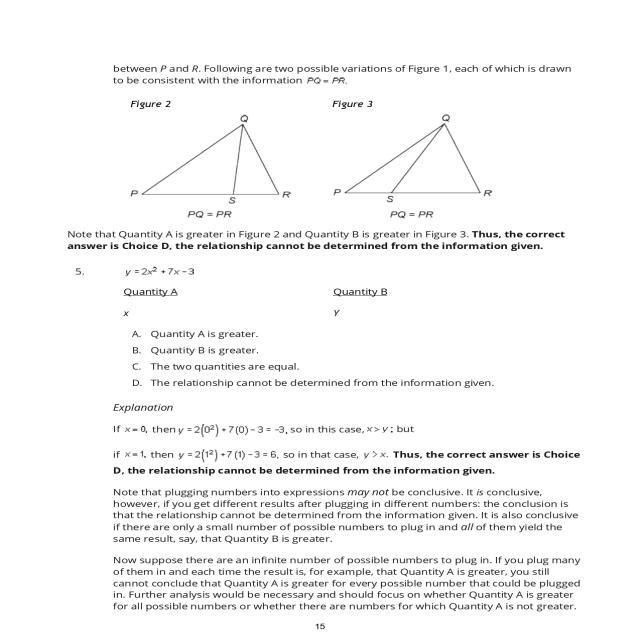 between P and R. Following are two possible variations of Figure 1, each of which is drawn
to be consistent with the information PQ = PR.
Figure 2
Figure 3
Q
P
S
R
PQ = PR
Q
P
S
R
PQ = PR
Note that Quantity A is greater in Figure 2 and Quantity B is greater in Figure 3. Thus, the correct
answer is Choice D, the relationship cannot be determined from the information given.
5. y = 2x² + 7x – 3
Quantity A
Quantity B
x
y
A. Quantity A is greater.
B. Quantity B is greater.
C. The two quantities are equal.
D. The relationship cannot be determined from the information given.
Explanation
If x = 0, then y = 2(0²) + 7(0) – 3 = –3, so in this case, x > y; but
if x = 1, then y = 2(1²) + 7(1) – 3 = 6, so in that case, y > x. Thus, the correct answer is Choice
D, the relationship cannot be determined from the information given.
Note that plugging numbers into expressions may not be conclusive. It is conclusive,
however, if you get different results after plugging in different numbers: the conclusion is
that the relationship cannot be determined from the information given. It is also conclusive
if there are only a small number of possible numbers to plug in and all of them yield the
same result, say, that Quantity B is greater.
Now suppose there are an infinite number of possible numbers to plug in. If you plug many
of them in and each time the result is, for example, that Quantity A is greater, you still
cannot conclude that Quantity A is greater for every possible number that could be plugged
in. Further analysis would be necessary and should focus on whether Quantity A is greater
for all possible numbers or whether there are numbers for which Quantity A is not greater.
15